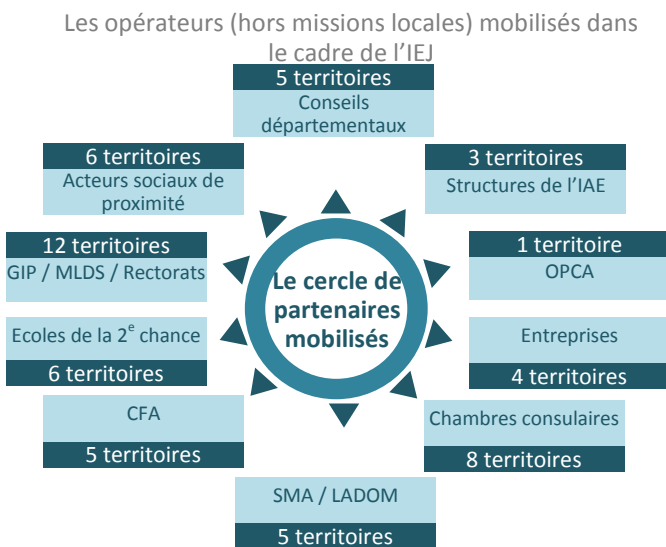 Les opérateurs (hors missions locales) mobilisés dans
le cadre de l'IEJ
5 territoires
Conseils
départementaux
6 territoires
Acteurs sociaux de
proximité
3 territoires
Structures de l'IAE
12 territoires
GIP / MLDS / Rectorats
1 territoire
OPCA
Le cercle de
partenaires
mobilisés
Ecoles de la 2e chance
6 territoires
Entreprises
4 territoires
CFA
5 territoires
Chambres consulaires
8 territoires
SMA / LADOM
5 territoires